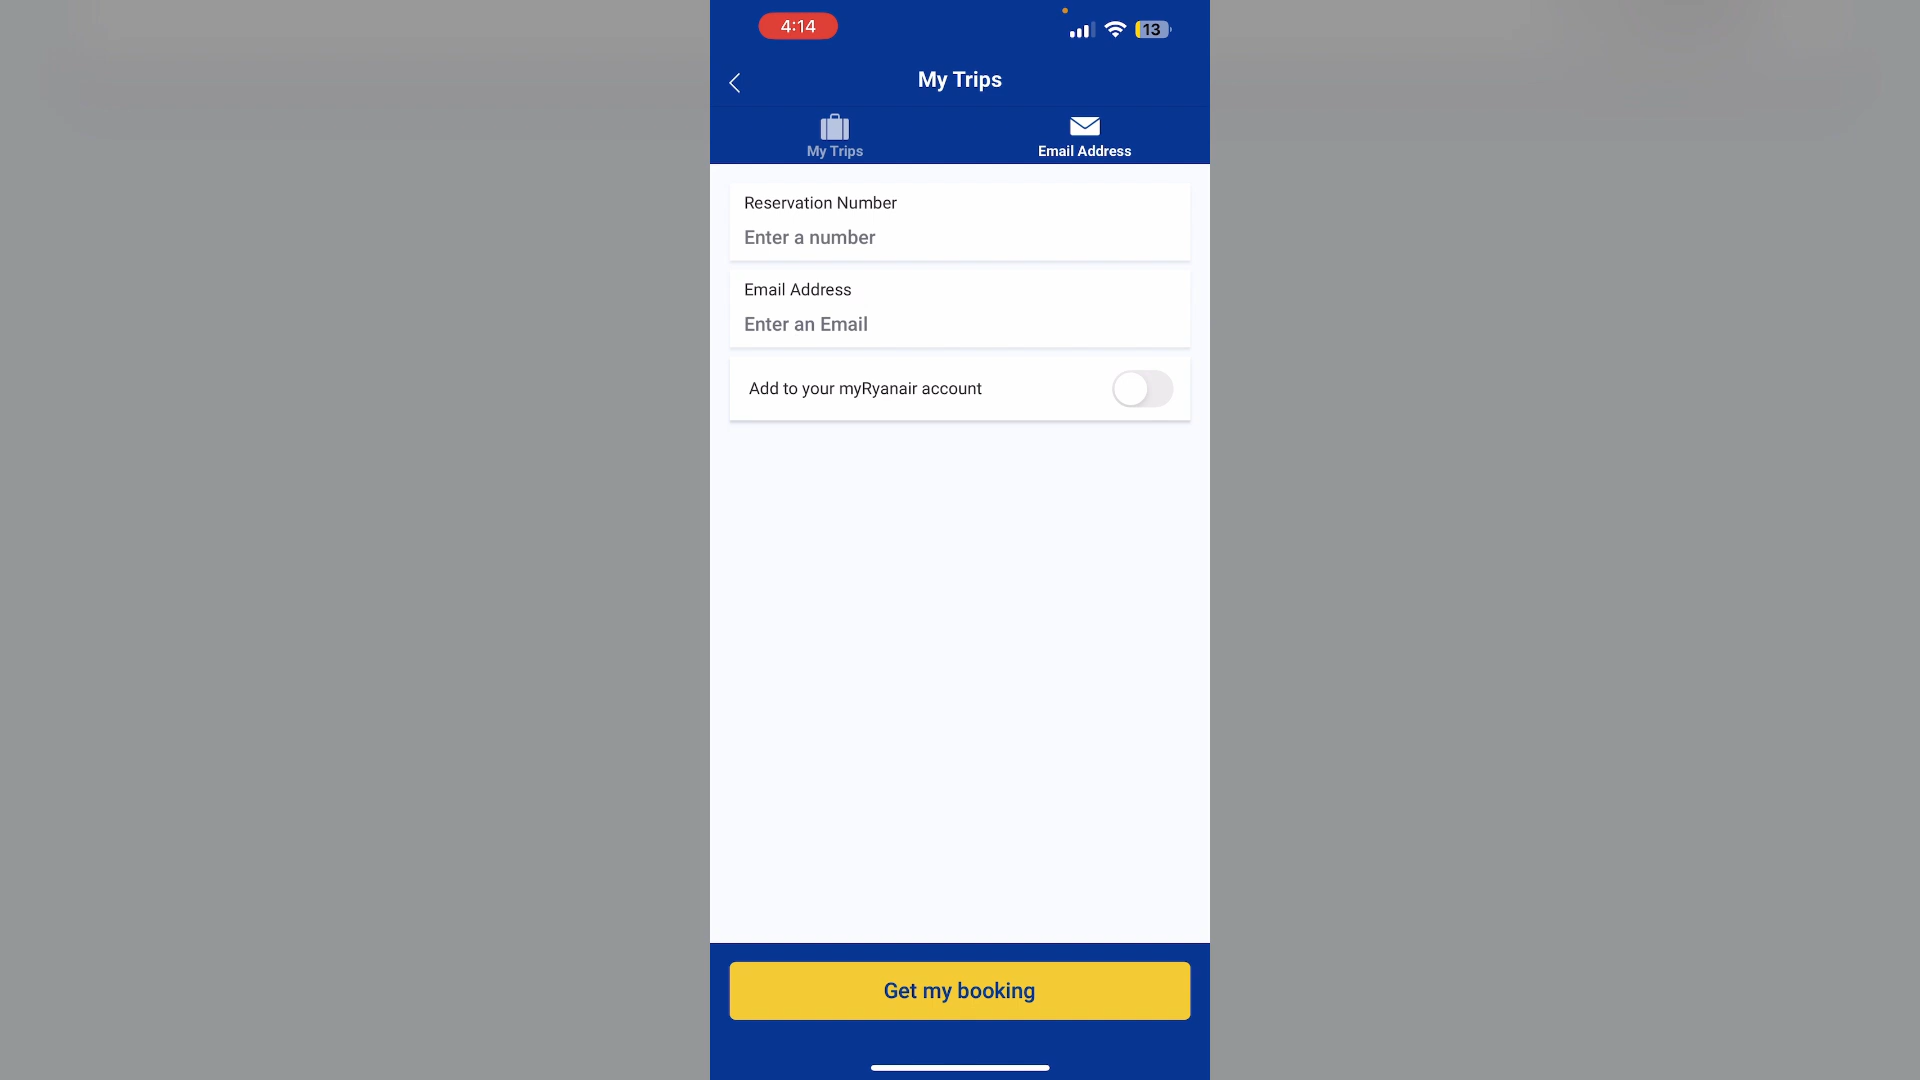 4:14
13
My Trips
My Trips
Email Address
Reservation Number
Enter a number
Email Address
Enter an Email
Add to your myRyanair account
Get my booking